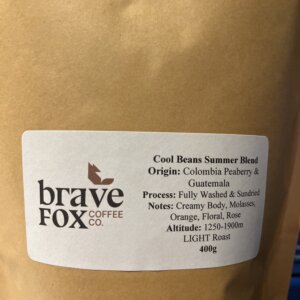 brave
FOX
COFFEE
CO.
Cool Beans Summer Blend
Origin: Colombia Peaberry &
Guatemala
Process: Fully Washed & Sundried
Notes: Creamy Body, Molasses,
Orange, Floral, Rose
Altitude: 1250-1900m
LIGHT Roast
400g